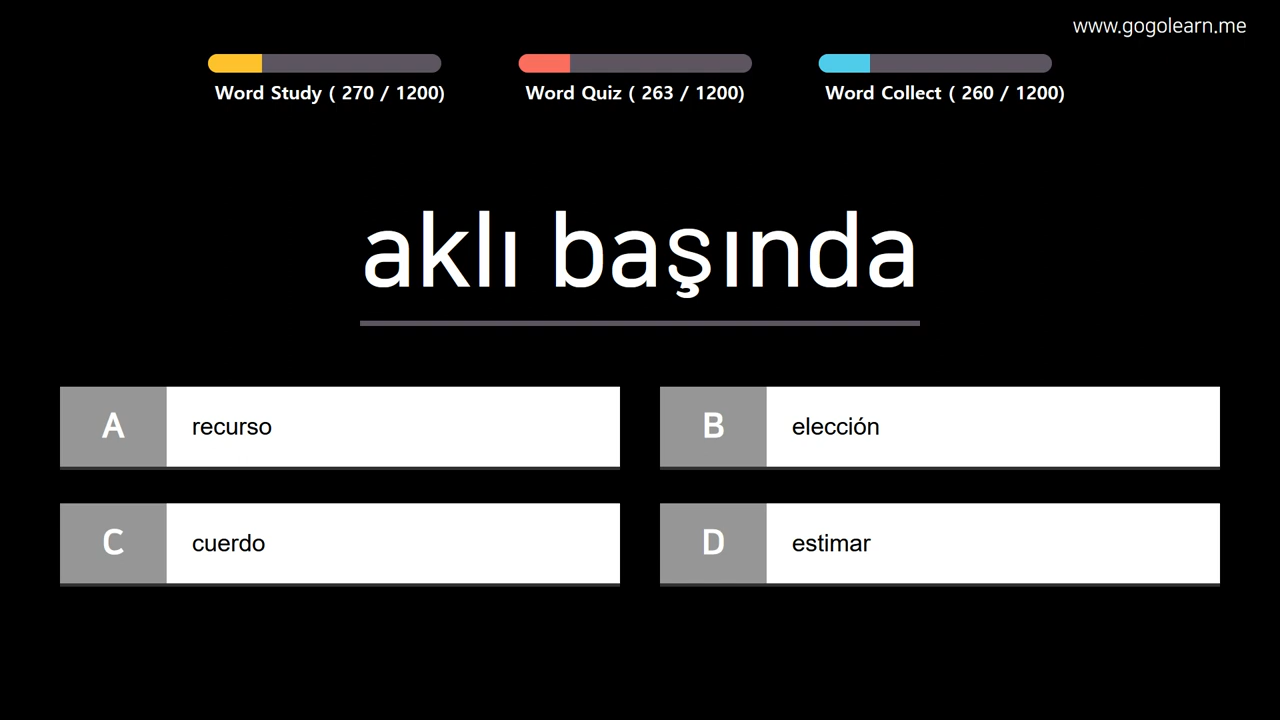 www.gogolearn.me
Word Study ( 270 / 1200)
Word Quiz ( 263 / 1200)
Word Collect ( 260 / 1200)
aklı başında
A recurso
B elección
C cuerdo
D estimar